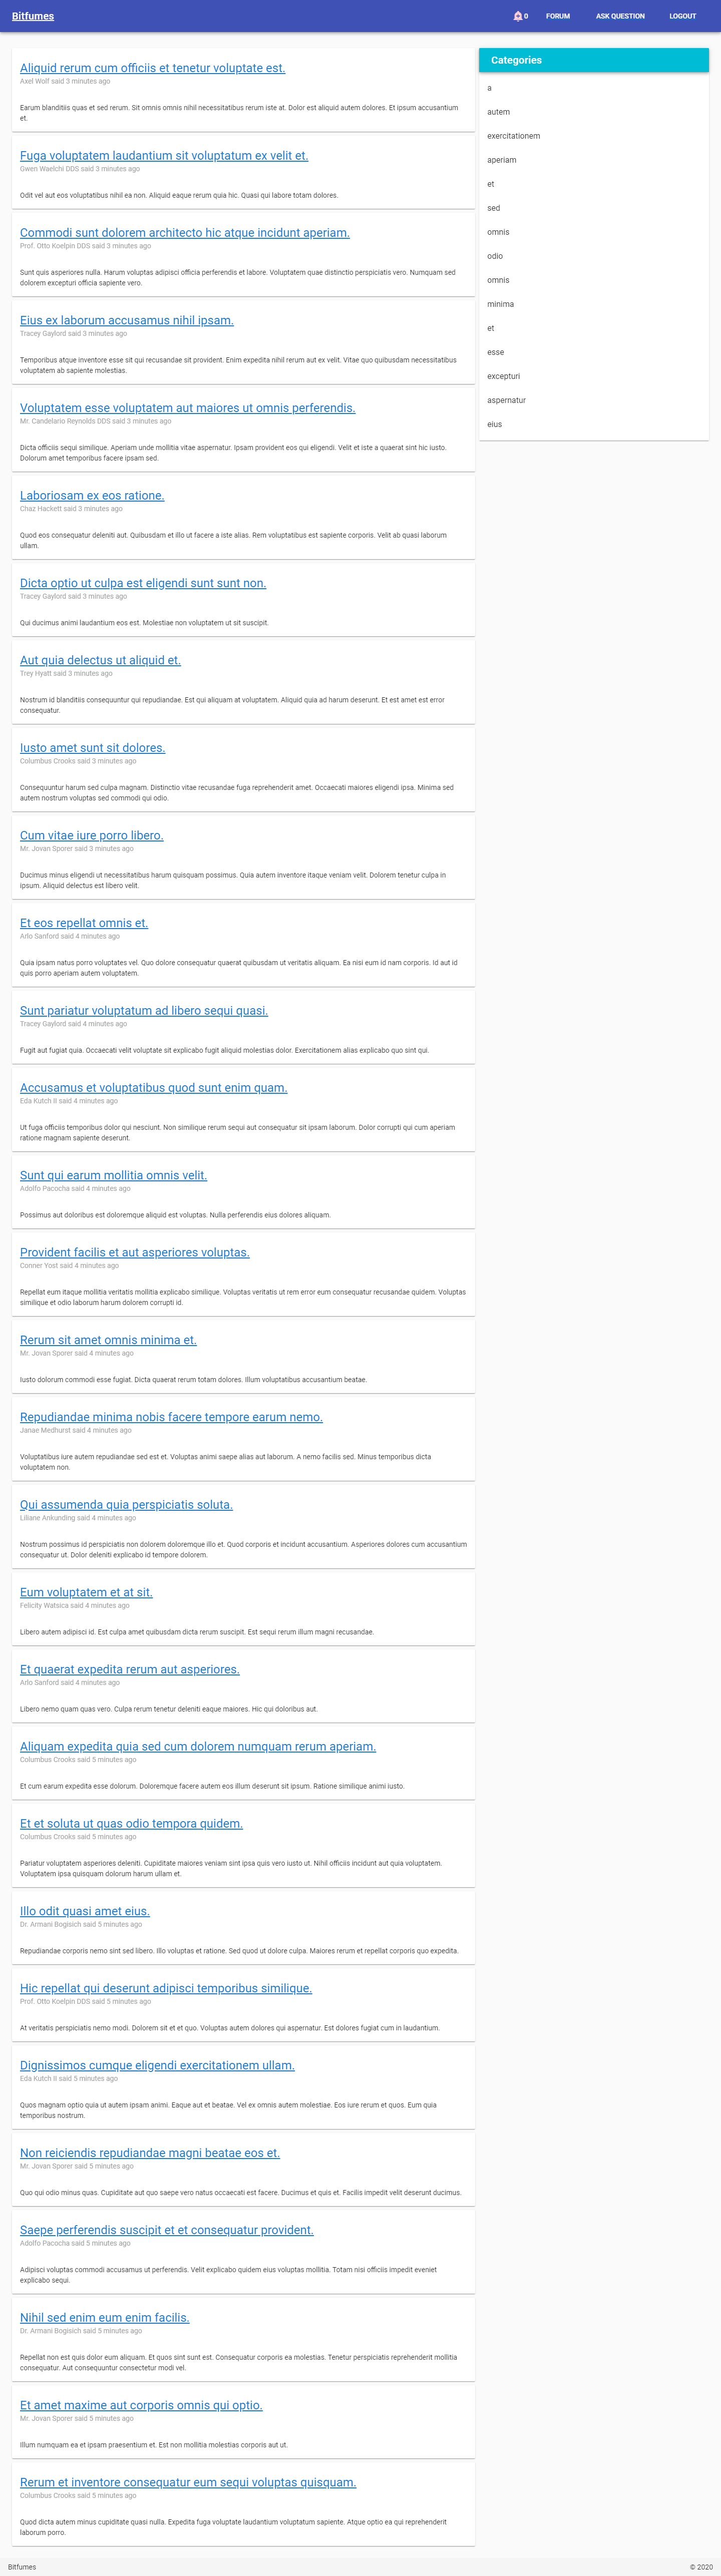 Bitfumes
0
FORUM
ASK QUESTION
LOGOUT
Aliquid rerum cum officiis et tenetur voluptate est.
Axel Wolf said 3 minutes ago
Earum blanditiis quas et sed rerum. Sit omnis omnis nihil necessitatibus rerum iste at. Dolor est aliquid autem dolores. Et ipsum accusantium
et.
Fuga voluptatem laudantium sit voluptatum ex velit et.
Gwen Waelchi DDS said 3 minutes ago
Odit vel aut eos voluptatibus nihil ea non. Aliquid eaque rerum quia hic. Quasi qui labore totam dolores.
Commodi sunt dolorem architecto hic atque incidunt aperiam.
Prof. Otto Koelpin DDS said 3 minutes ago
Sunt quis asperiores nulla. Harum voluptas adipisci officia perferendis et labore. Voluptatem quae distinctio perspiciatis vero. Numquam sed
dolorem excepturi officia sapiente vero.
Eius ex laborum accusamus nihil ipsam.
Tracey Gaylord said 3 minutes ago
Temporibus atque inventore esse sit qui recusandae sit provident. Enim expedita nihil rerum aut ex velit. Vitae quo quibusdam necessitatibus
voluptatem ab sapiente molestias.
Voluptatem esse voluptatem aut maiores ut omnis perferendis.
Mr. Candelario Reynolds DDS said 3 minutes ago
Dicta officiis sequi similique. Aperiam unde mollitia vitae aspernatur. Ipsam provident eos qui eligendi. Velit et iste a quaerat sint hic iusto.
Dolorum amet temporibus facere ipsam sed.
Laboriosam ex eos ratione.
Chaz Hackett said 3 minutes ago
Quod eos consequatur deleniti aut. Quibusdam et illo ut facere a iste alias. Rem voluptatibus est sapiente corporis. Velit ab quasi laborum
ullam.
Dicta optio ut culpa est eligendi sunt sunt non.
Tracey Gaylord said 3 minutes ago
Qui ducimus animi laudantium eos est. Molestiae non voluptatem ut sit suscipit.
Aut quia delectus ut aliquid et.
Trey Hyatt said 3 minutes ago
Nostrum id blanditiis consequuntur qui repudiandae. Est qui aliquam at voluptatem. Aliquid quia ad harum deserunt. Et est amet est error
consequatur.
Iusto amet sunt sit dolores.
Columbus Crooks said 3 minutes ago
Consequuntur harum sed culpa magnam. Distinctio vitae recusandae fuga reprehenderit amet. Occaecati maiores eligendi ipsa. Minima sed
autem nostrum voluptas sed commodi qui odio.
Cum vitae iure porro libero.
Mr. Jovan Sporer said 3 minutes ago
Ducimus minus eligendi ut necessitatibus harum quisquam possimus. Quia autem inventore itaque veniam velit. Dolorem tenetur culpa in
ipsum. Aliquid delectus est libero velit.
Et eos repellat omnis et.
Arlo Sanford said 4 minutes ago
Quia ipsam natus porro voluptates vel. Quo dolore consequatur quaerat quibusdam ut veritatis aliquam. Ea nisi eum id nam corporis. Id aut id
quis porro aperiam autem voluptatem.
Sunt pariatur voluptatum ad libero sequi quasi.
Tracey Gaylord said 4 minutes ago
Fugit aut fugiat quia. Occaecati velit voluptate sit explicabo fugit aliquid molestias dolor. Exercitationem alias explicabo quo sint qui.
Accusamus et voluptatibus quod sunt enim quam.
Eda Kutch II said 4 minutes ago
Ut fuga officiis temporibus dolor qui nesciunt. Non similique rerum sequi aut consequatur sit ipsam laborum. Dolor corrupti qui cum aperiam
ratione magnam sapiente deserunt.
Sunt qui earum mollitia omnis velit.
Adolfo Pacocha said 4 minutes ago
Possimus aut doloribus est doloremque aliquid est voluptas. Nulla perferendis eius dolores aliquam.
Provident facilis et aut asperiores voluptas.
Conner Yost said 4 minutes ago
Repellat eum itaque mollitia veritatis mollitia explicabo similique. Voluptas veritatis ut rem error eum consequatur recusandae quidem. Voluptas
similique et odio laborum harum dolorem corrupti id.
Rerum sit amet omnis minima et.
Mr. Jovan Sporer said 4 minutes ago
Iusto dolorum commodi esse fugiat. Dicta quaerat rerum totam dolores. Illum voluptatibus accusantium beatae.
Repudiandae minima nobis facere tempore earum nemo.
Janae Medhurst said 4 minutes ago
Voluptatibus iure autem repudiandae sed est et. Voluptas animi saepe alias aut laborum. A nemo facilis sed. Minus temporibus dicta
voluptatem non.
Qui assumenda quia perspiciatis soluta.
Liliane Ankunding said 4 minutes ago
Nostrum possimus id perspiciatis non dolorem doloremque illo et. Quod corporis et incidunt accusantium. Asperiores dolores cum accusantium
consequatur ut. Dolor deleniti explicabo id tempore dolorem.
Eum voluptatem et at sit.
Felicity Watsica said 4 minutes ago
Libero autem adipisci id. Est culpa amet quibusdam dicta rerum suscipit. Est sequi rerum illum magni recusandae.
Et quaerat expedita rerum aut asperiores.
Arlo Sanford said 4 minutes ago
Libero nemo quam quas vero. Culpa rerum tenetur deleniti eaque maiores. Hic qui doloribus aut.
Aliquam expedita quia sed cum dolorem numquam rerum aperiam.
Columbus Crooks said 5 minutes ago
Et cum earum expedita esse dolorum. Doloremque facere autem eos illum deserunt sit ipsum. Ratione similique animi iusto.
Et et soluta ut quas odio tempora quidem.
Columbus Crooks said 5 minutes ago
Pariatur voluptatem asperiores deleniti. Cupiditate maiores veniam sint ipsa quis vero iusto ut. Nihil officiis incidunt aut quia voluptatem.
Voluptatem ipsa quisquam dolorum harum ullam et.
Illo odit quasi amet eius.
Dr. Armani Bogisich said 5 minutes ago
Repudiandae corporis nemo sint sed libero. Illo voluptas et ratione. Sed quod ut dolore culpa. Maiores rerum et repellat corporis quo expedita.
Hic repellat qui deserunt adipisci temporibus similique.
Prof. Otto Koelpin DDS said 5 minutes ago
At veritatis perspiciatis nemo modi. Dolorem sit et et quo. Voluptas autem dolores qui aspernatur. Est dolores fugiat cum in laudantium.
Dignissimos cumque eligendi exercitationem ullam.
Eda Kutch II said 5 minutes ago
Quos magnam optio quia ut autem ipsam animi. Eaque aut et beatae. Vel ex omnis autem molestiae. Eos iure rerum et quos. Eum quia
temporibus nostrum.
Non reiciendis repudiandae magni beatae eos et.
Mr. Jovan Sporer said 5 minutes ago
Quo qui odio minus quas. Cupiditate aut quo saepe vero natus occaecati est facere. Ducimus et quis et. Facilis impedit velit deserunt ducimus.
Saepe perferendis suscipit et et consequatur provident.
Adolfo Pacocha said 5 minutes ago
Adipisci voluptas commodi accusamus ut perferendis. Velit explicabo quidem eius voluptas mollitia. Totam nisi officiis impedit eveniet
explicabo sequi.
Nihil sed enim eum enim facilis.
Dr. Armani Bogisich said 5 minutes ago
Repellat non est quis dolor eum aliquam. Et quos sint sunt est. Consequatur corporis ea molestias. Tenetur perspiciatis reprehenderit mollitia
consequatur. Aut consequuntur consectetur modi vel.
Et amet maxime aut corporis omnis qui optio.
Mr. Jovan Sporer said 5 minutes ago
Illum numquam ea et ipsam praesentium et. Est non mollitia molestias corporis aut ut.
Rerum et inventore consequatur eum sequi voluptas quisquam.
Columbus Crooks said 5 minutes ago
Quod dicta autem minus cupiditate quasi nulla. Expedita fuga voluptate laudantium voluptatum sapiente. Atque optio ea qui reprehenderit
laborum porro.
Categories
a
autem
exercitationem
aperiam
et
sed
omnis
odio
omnis
minima
et
esse
excepturi
aspernatur
eius
Bitfumes
© 2020